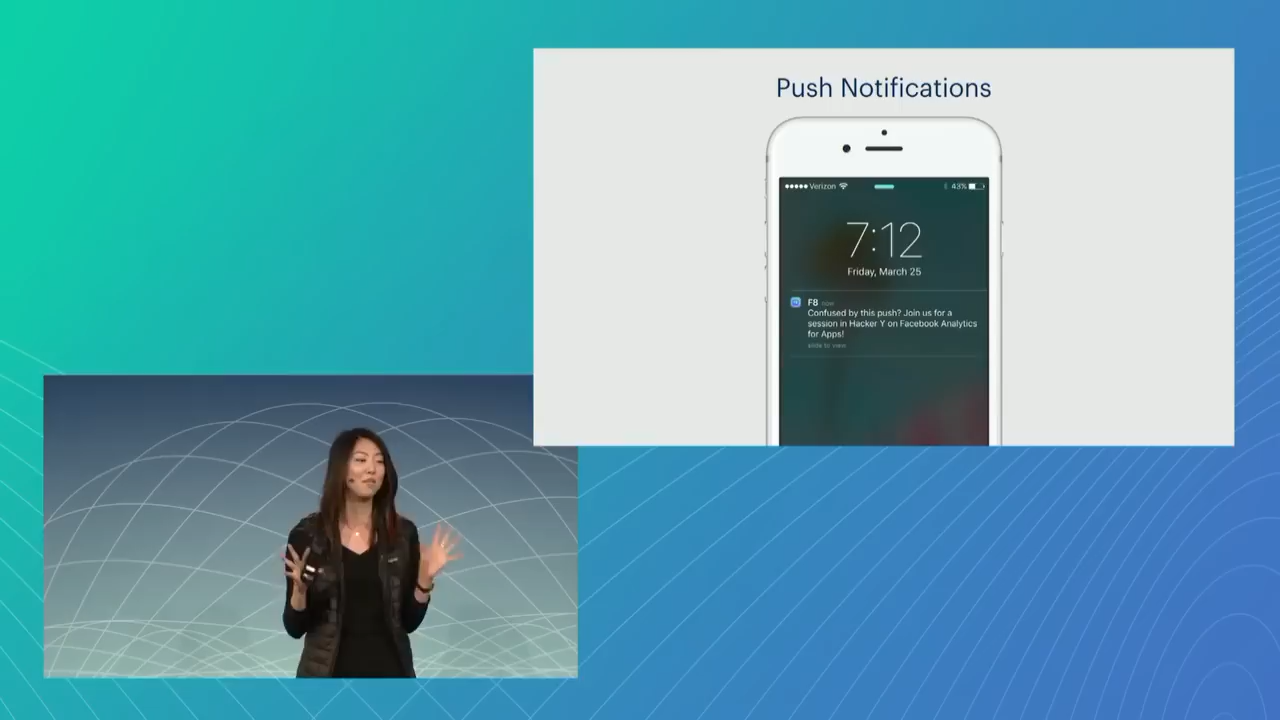 Push Notifications
Verizon
43%
7:12
Friday, March 25
F8 now
Confused by this push? Join us for a
session in Hacker Y on Facebook Analytics
for Apps!
slide to view